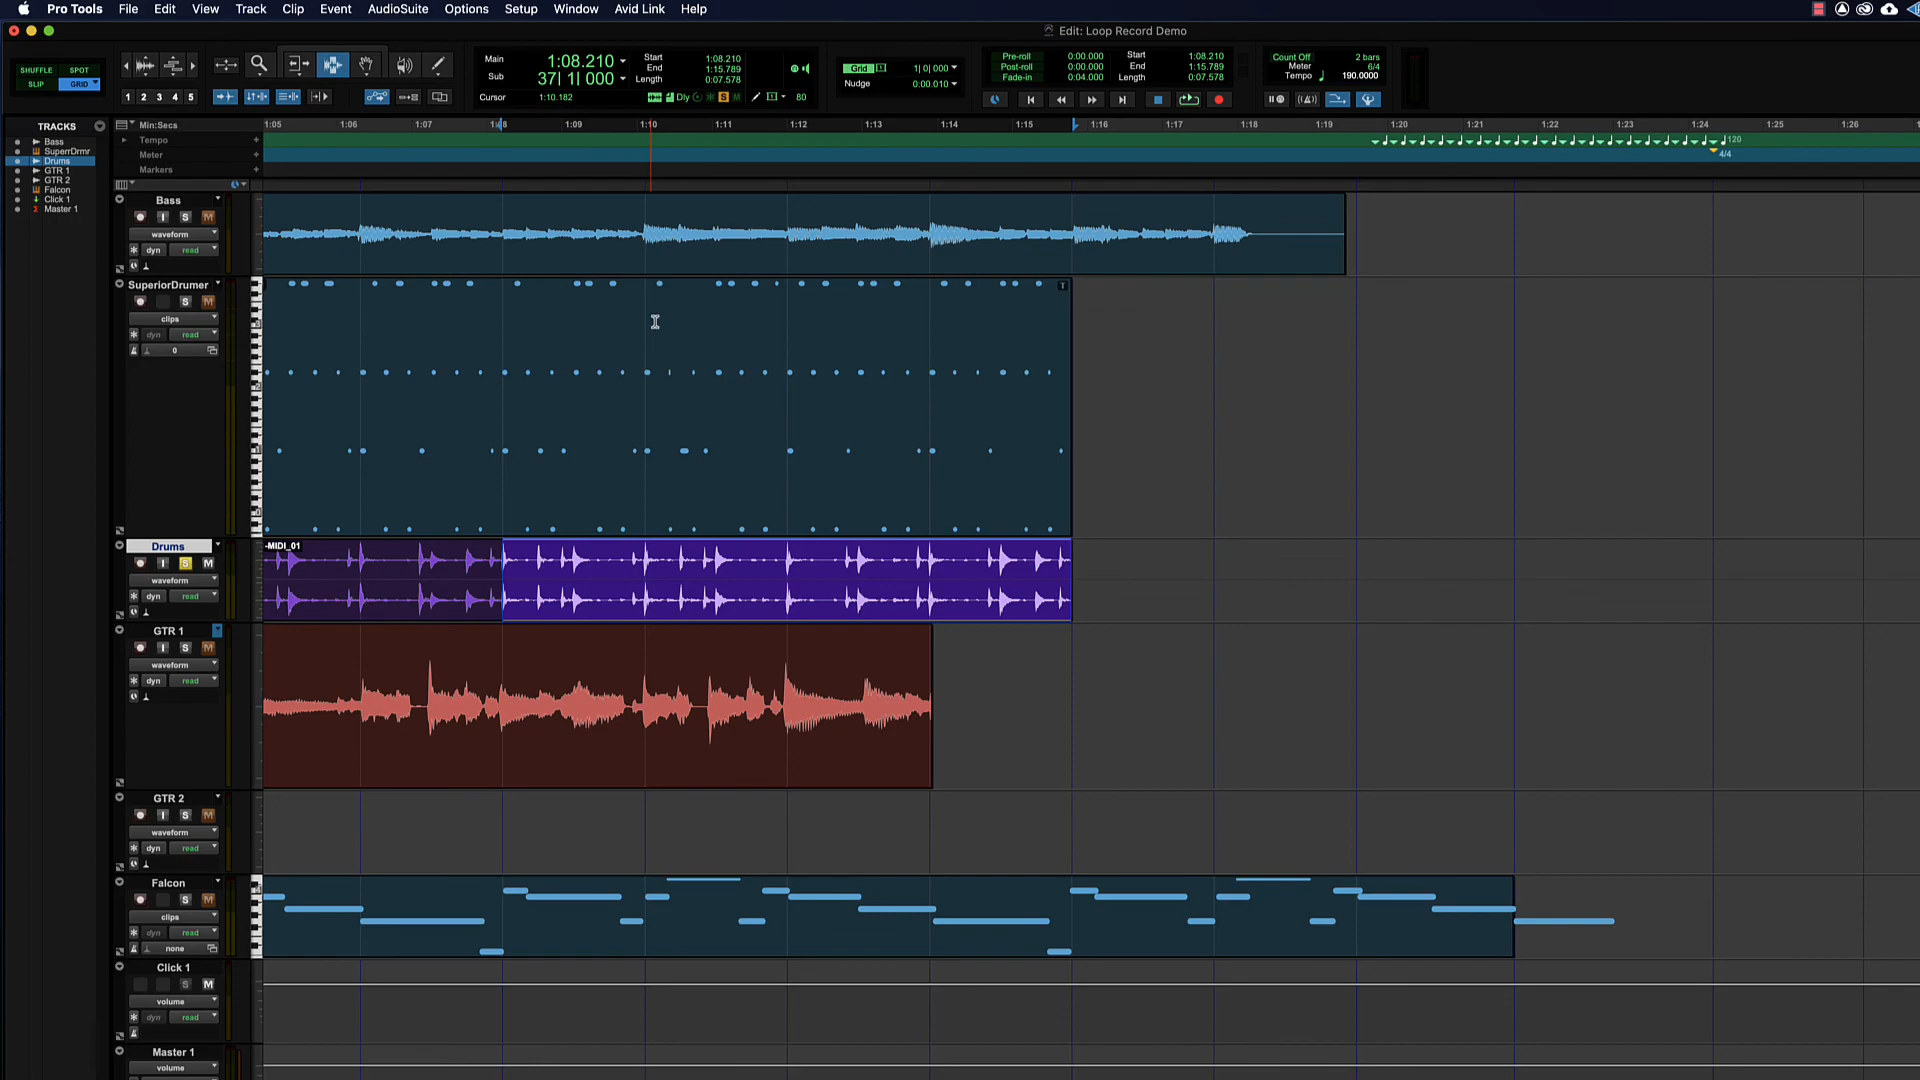 Pro Tools File Edit View Track Clip Event AudioSuite Options Setup Window Avid Link Help
Edit: Loop Record Demo
SHUFFLE SPOT
SLIP GRID
1 2 3 4 5
Main 1:08.210
Sub 37| 1| 000
Cursor 1:10.182
Start 1:08.210
End 1:15.789
Length 0:07.578
Dly S M 80
Grid 1| 0| 000
Nudge 0:00.010
Pre-roll 0:00.000
Post-roll 0:00.000
Fade-in 0:04.000
Start 1:08.210
End 1:15.789
Length 0:07.578
Count Off 2 bars
Meter 6/4
Tempo 190.0000
TRACKS
Bass
SuperrDrmr
Drums
GTR 1
GTR 2
Falcon
Click 1
Master 1
Min:Secs 1:05 1:06 1:07 1:08 1:09 1:10 1:11 1:12 1:13 1:14 1:15 1:16 1:17 1:18 1:19 1:20 1:21 1:22 1:23 1:24 1:25 1:26
Tempo 120
Meter 4/4
Markers
Bass
I S M
waveform
dyn read
SuperiorDrumer
S M
clips
dyn read
0
Drums
I S M
waveform
dyn read
-MIDI_01
GTR 1
I S M
waveform
dyn read
GTR 2
I S M
waveform
dyn read
Falcon
S M
clips
dyn read
none
Click 1
S M
volume
dyn read
Master 1
volume